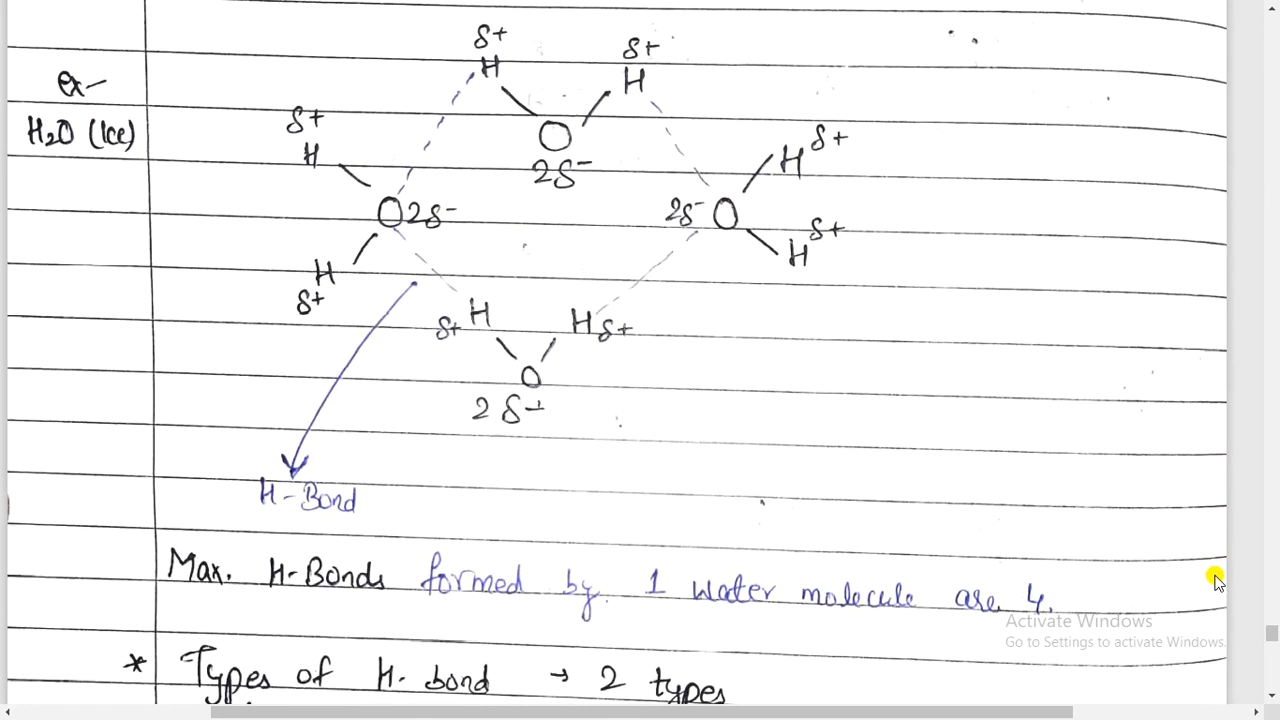 δ+
δ+
H
H
ex-
H₂O (Ice)
δ+
H
O
2δ-
δ+
H
O2δ-
2δ- O
δ+
H
H
δ+
H
H
δ+
δ+
H δ+
O
2δ-
H-Bond
Max. H-Bonds formed by 1 water molecule are 4.
Activate Windows
Go to Settings to activate Windows.
* Types of H-bond → 2 types